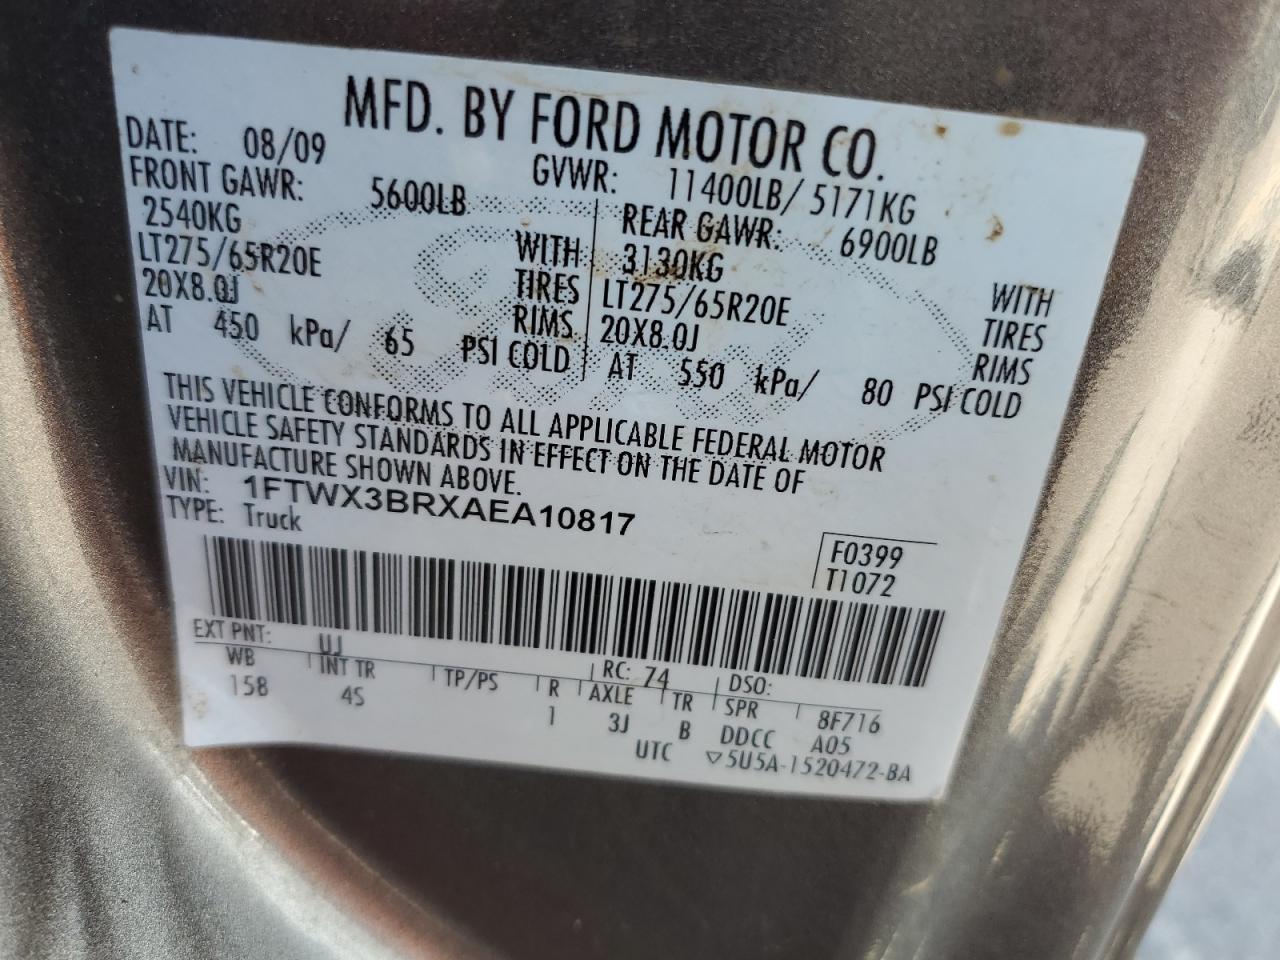 MFD. BY FORD MOTOR CO.
DATE: 08/09 GVWR: 11400LB/ 5171KG
FRONT GAWR: 5600LB REAR GAWR: 6900LB
2540KG WITH 3130KG WITH
LT275/65R20E TIRES LT275/65R20E TIRES
20X8.0J RIMS 20X8.0J RIMS
AT 450 kPa/ 65 PSI COLD AT 550 kPa/ 80 PSI COLD
THIS VEHICLE CONFORMS TO ALL APPLICABLE FEDERAL MOTOR
VEHICLE SAFETY STANDARDS IN EFFECT ON THE DATE OF
MANUFACTURE SHOWN ABOVE.
VIN: 1FTWX3BRXAEA10817
TYPE: Truck
F0399
T1072
EXT PNT: UJ RC: 74 DSO:
WB INT TR TP/PS R AXLE TR SPR 8F716
158 4S 1 3J B DDCC A05
UTC ▽5U5A-1520472-BA